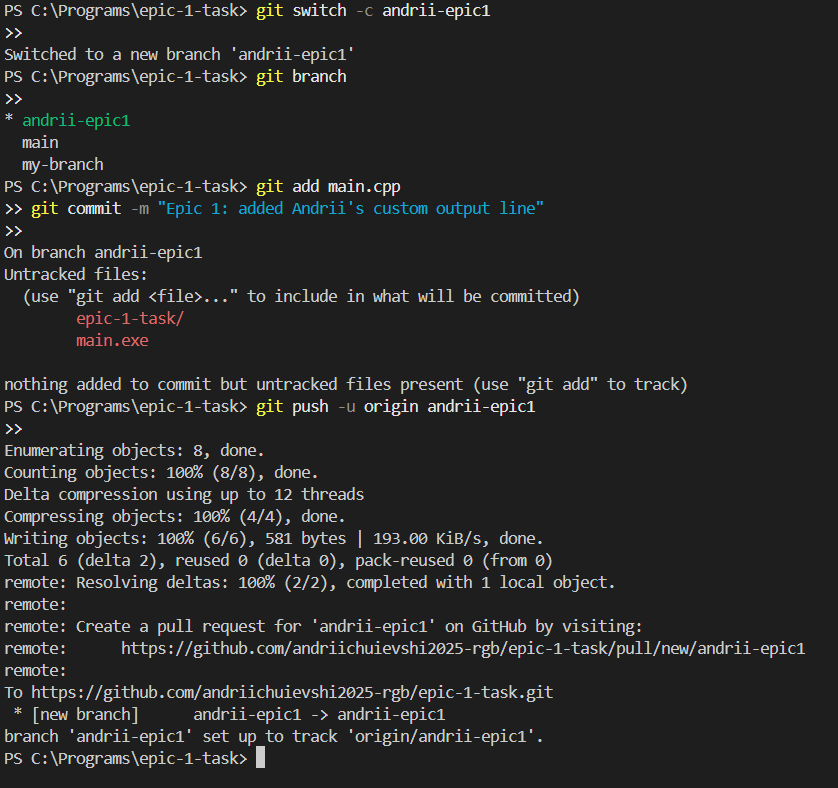 PS C:\Programs\epic-1-task> git switch -c andrii-epic1
>>
Switched to a new branch 'andrii-epic1'
PS C:\Programs\epic-1-task> git branch
>>
* andrii-epic1
  main
  my-branch
PS C:\Programs\epic-1-task> git add main.cpp
>> git commit -m "Epic 1: added Andrii's custom output line"
>>
On branch andrii-epic1
Untracked files:
  (use "git add <file>..." to include in what will be committed)
        epic-1-task/
        main.exe

nothing added to commit but untracked files present (use "git add" to track)
PS C:\Programs\epic-1-task> git push -u origin andrii-epic1
>>
Enumerating objects: 8, done.
Counting objects: 100% (8/8), done.
Delta compression using up to 12 threads
Compressing objects: 100% (4/4), done.
Writing objects: 100% (6/6), 581 bytes | 193.00 KiB/s, done.
Total 6 (delta 2), reused 0 (delta 0), pack-reused 0 (from 0)
remote: Resolving deltas: 100% (2/2), completed with 1 local object.
remote:
remote: Create a pull request for 'andrii-epic1' on GitHub by visiting:
remote:      https://github.com/andriichuievshi2025-rgb/epic-1-task/pull/new/andrii-epic1
remote:
To https://github.com/andriichuievshi2025-rgb/epic-1-task.git
 * [new branch]      andrii-epic1 -> andrii-epic1
branch 'andrii-epic1' set up to track 'origin/andrii-epic1'.
PS C:\Programs\epic-1-task>